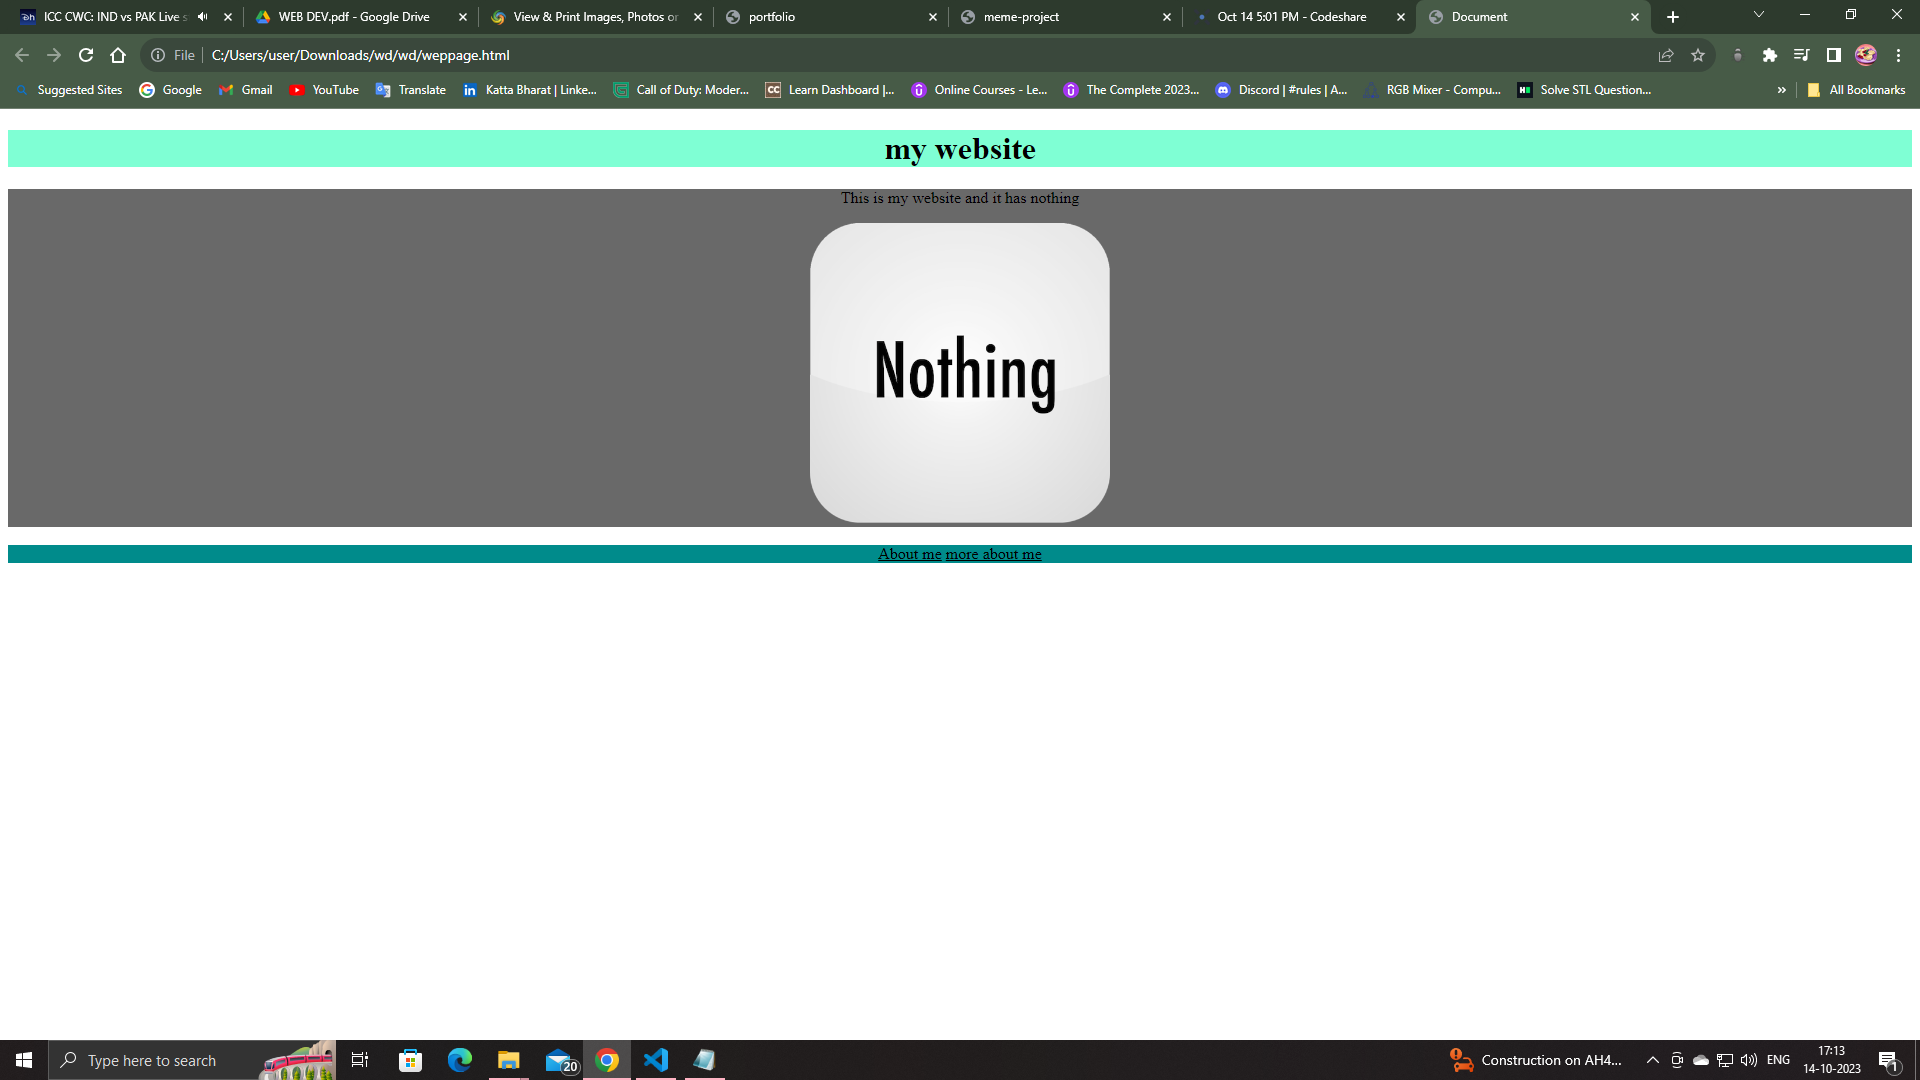 ICC CWC: IND vs PAK Live s
WEB DEV.pdf - Google Drive
View & Print Images, Photos or
portfolio
meme-project
Oct 14 5:01 PM - Codeshare
Document
File
C:/Users/user/Downloads/wd/wd/weppage.html
Suggested Sites
Google
Gmail
YouTube
Translate
Katta Bharat | Linke...
Call of Duty: Moder...
Learn Dashboard |...
Online Courses - Le...
The Complete 2023...
Discord | #rules | A...
RGB Mixer - Compu...
Solve STL Question...
»
All Bookmarks
my website
This is my website and it has nothing
Nothing
About me more about me
Type here to search
20
Construction on AH4...
ENG
17:13
14-10-2023
1